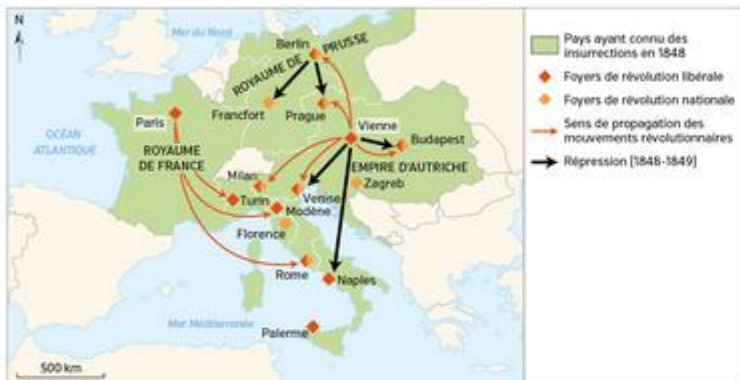 N
Mer du Nord
Berlin
ROYAUME DE PRUSSE
Francfort
Prague
Paris
Vienne
Budapest
OCÉAN
ATLANTIQUE
ROYAUME
DE FRANCE
EMPIRE D'AUTRICHE
Milan
Zagreb
Turin
Venise
Modène
Florence
Rome
Naples
Mer Méditerranée
Palerme
500 km
Pays ayant connu des
insurrections en 1848
Foyers de révolution libérale
Foyers de révolution nationale
Sens de propagation des
mouvements révolutionnaires
Répression (1848-1849)